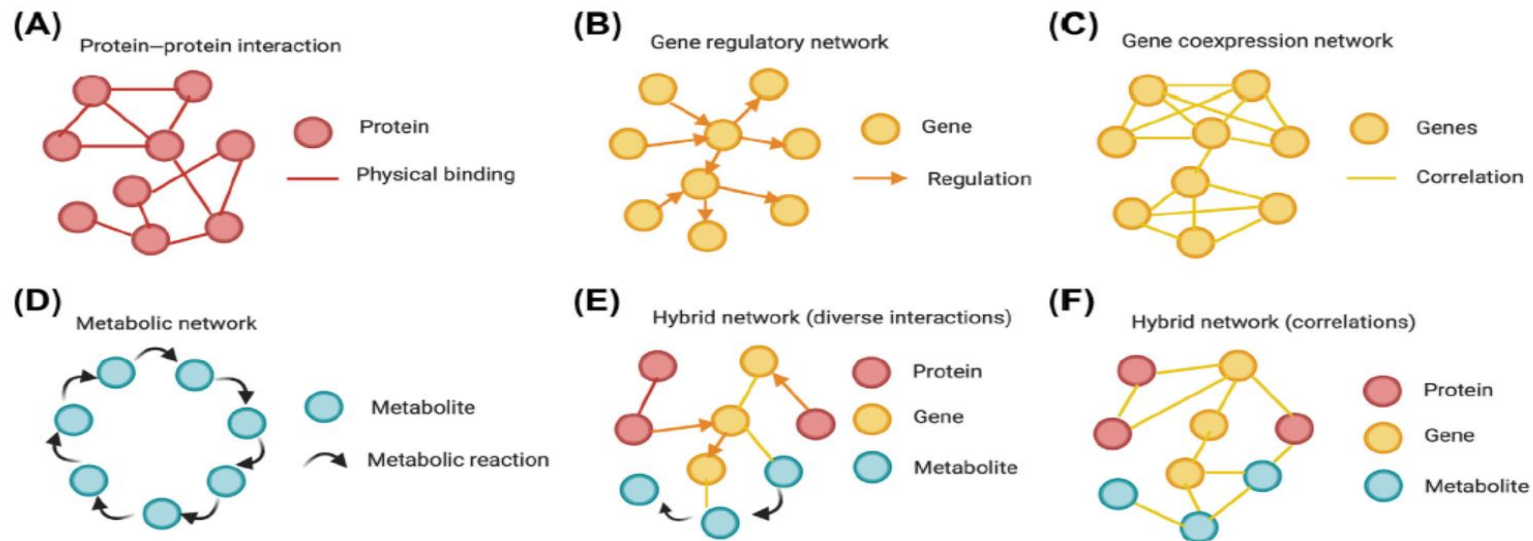 (A)
Protein–protein interaction
Protein
Physical binding
(B)
Gene regulatory network
Gene
Regulation
(C)
Gene coexpression network
Genes
Correlation
(D)
Metabolic network
Metabolite
Metabolic reaction
(E)
Hybrid network (diverse interactions)
Protein
Gene
Metabolite
(F)
Hybrid network (correlations)
Protein
Gene
Metabolite